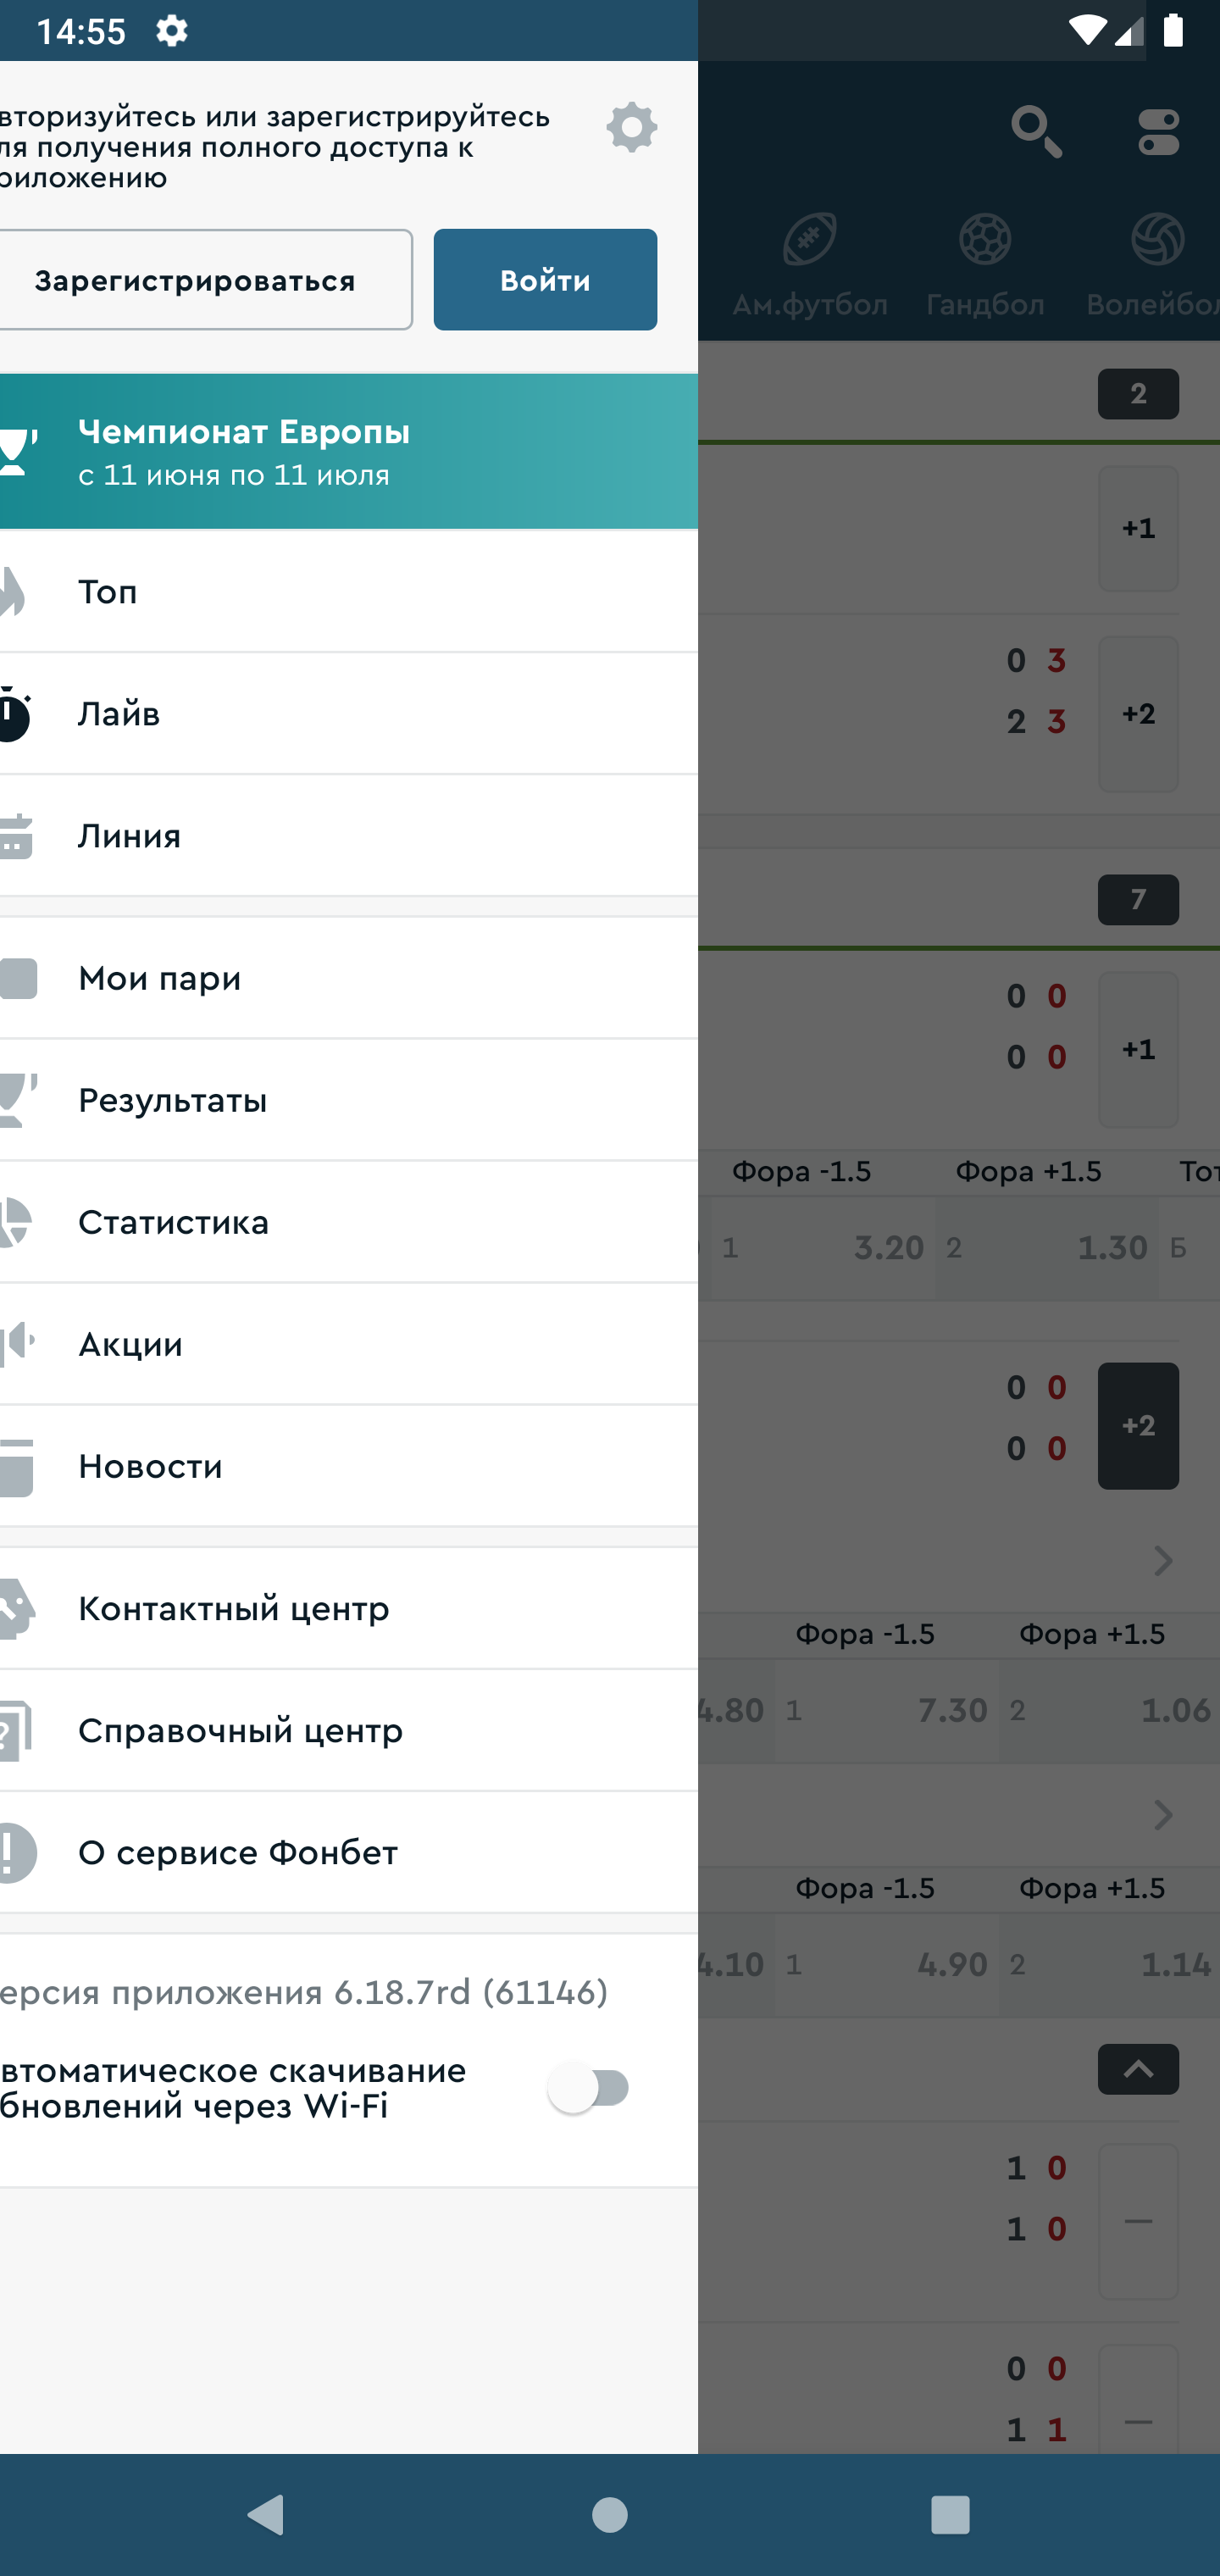 14:55
вторизуйтесь или зарегистрируйтесь
ля получения полного доступа к
риложению
Зарегистрироваться
Войти
Ам.футбол
Гандбол
Волейбол
Чемпионат Европы
с 11 июня по 11 июля
2
+1
Топ
0 3
2 3
+2
Лайв
Линия
7
Мои пари
0 0
0 0
+1
Результаты
Фора -1.5
Фора +1.5
Тот
1 3.20
2 1.30
Б
Статистика
Акции
0 0
0 0
+2
Новости
Контактный центр
Фора -1.5
Фора +1.5
4.80
1 7.30
2 1.06
Справочный центр
О сервисе Фонбет
Фора -1.5
Фора +1.5
4.10
1 4.90
2 1.14
ерсия приложения 6.18.7rd (61146)
втоматическое скачивание
бновлений через Wi-Fi
1 0
1 0
—
0 0
1 1
—